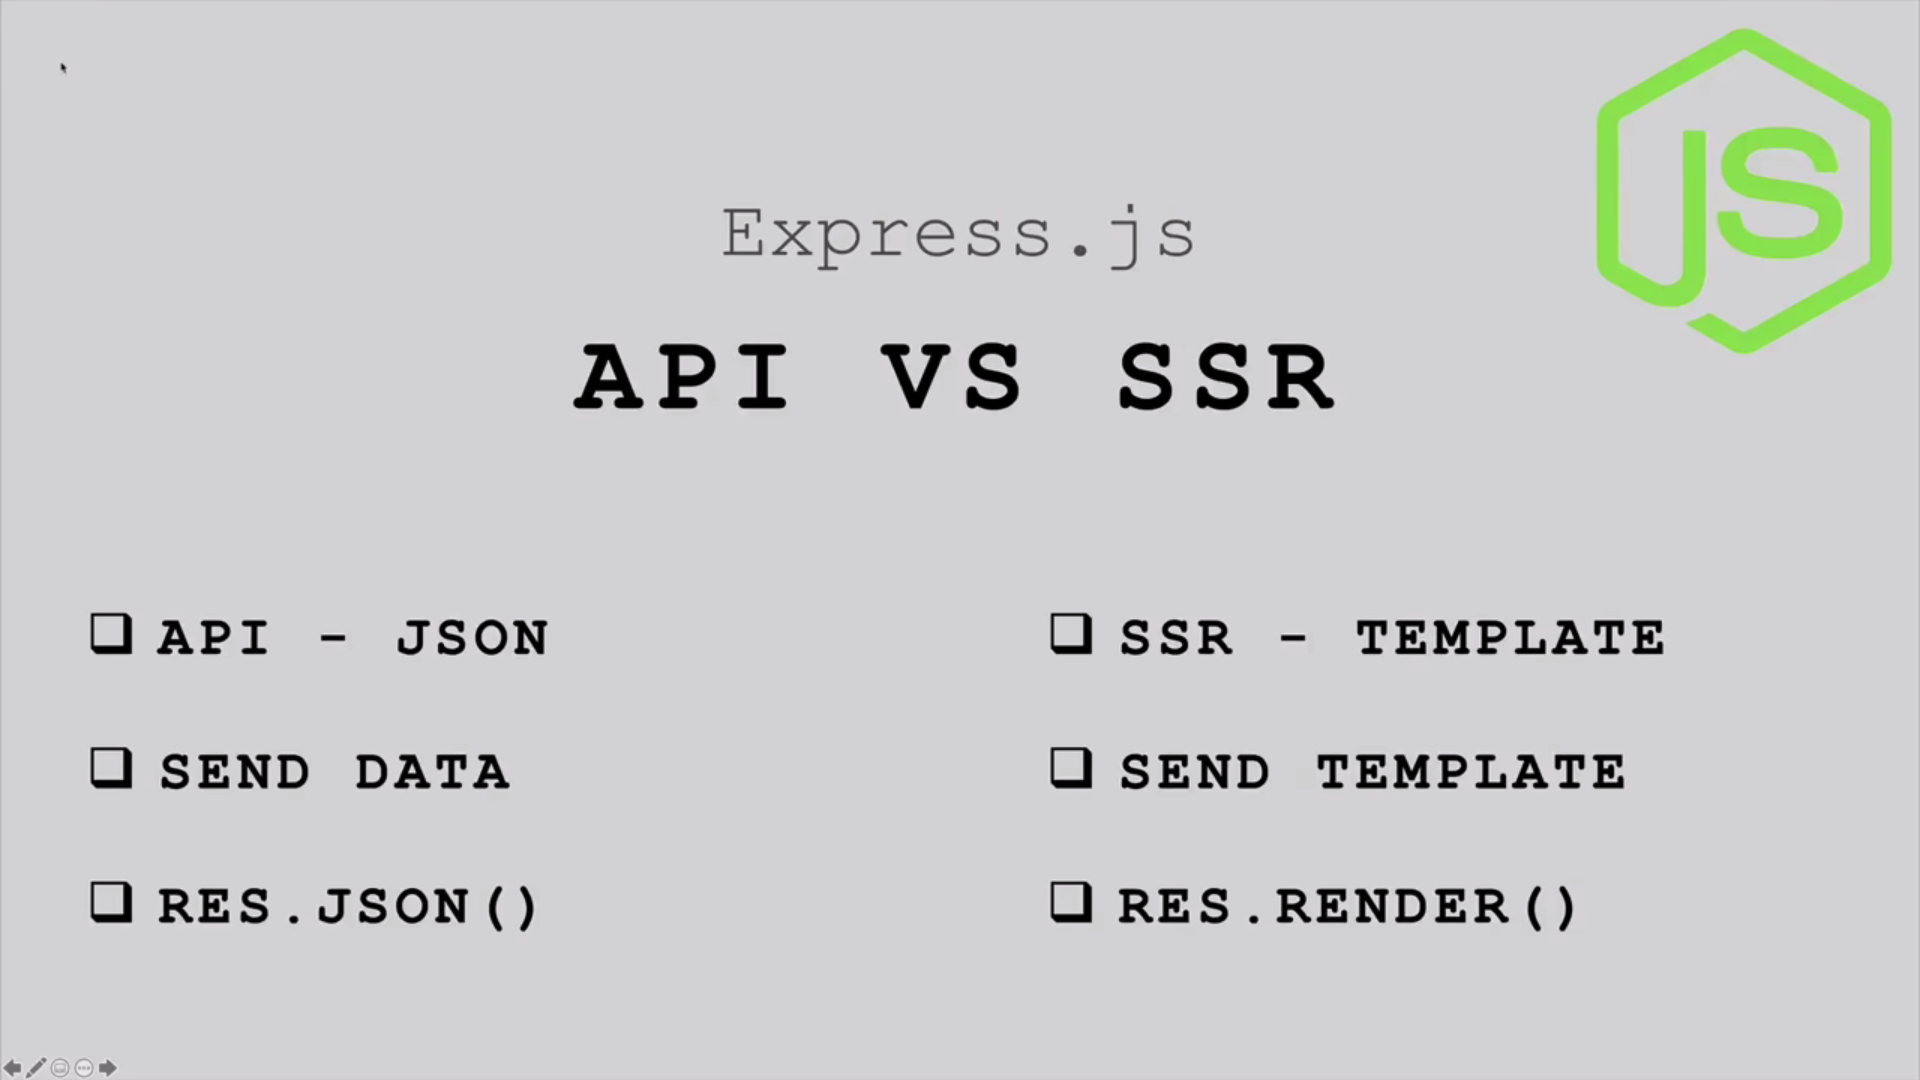 JS
Express.js
API VS SSR
API - JSON
SEND DATA
RES.JSON()
SSR - TEMPLATE
SEND TEMPLATE
RES.RENDER()